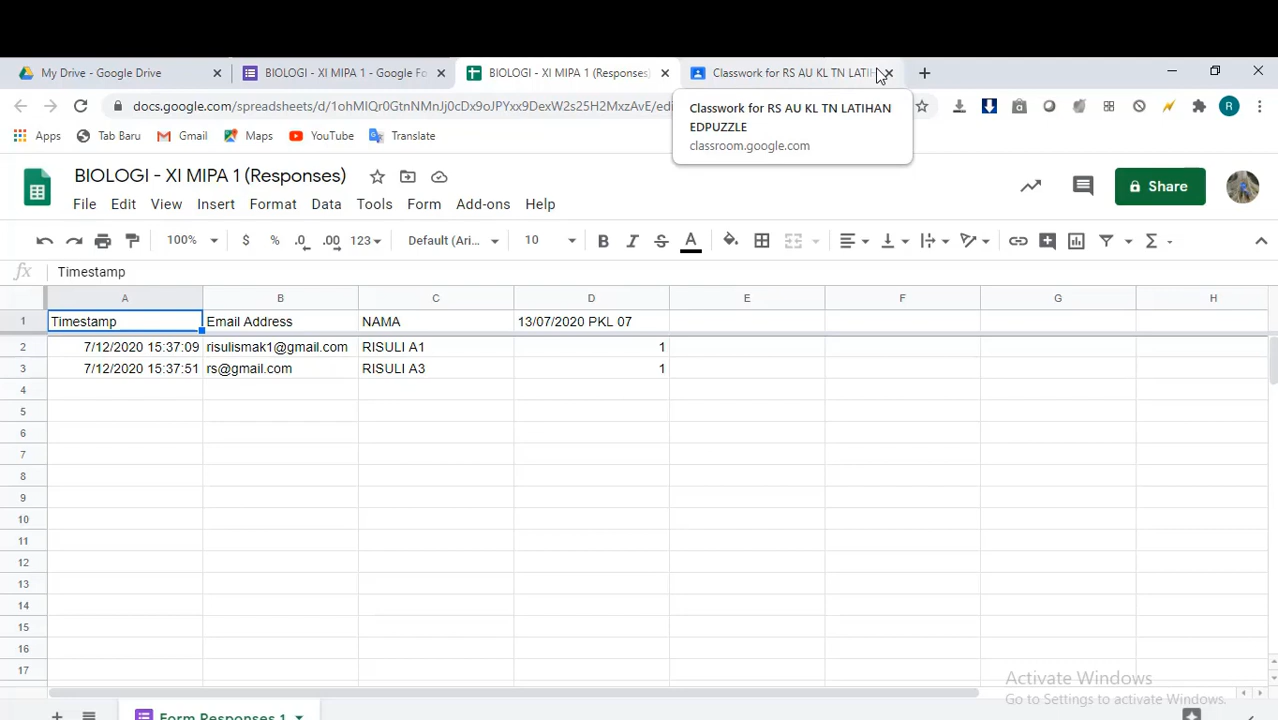 My Drive - Google Drive
BIOLOGI - XI MIPA 1 - Google Fo
BIOLOGI - XI MIPA 1 (Responses)
Classwork for RS AU KL TN LATIH
docs.google.com/spreadsheets/d/1ohMIQr0GtnNMnJj0cDx9oJPYxx9DexW2s25H2MxzAvE/edi
R
Classwork for RS AU KL TN LATIHAN
EDPUZZLE
classroom.google.com
Apps
Tab Baru
Gmail
Maps
YouTube
Translate
BIOLOGI - XI MIPA 1 (Responses)
File Edit View Insert Format Data Tools Form Add-ons Help
Share
100% $ % .0 .00 123 Default (Ari... 10 B I S A Σ
fx Timestamp
A B C D E F G H
1 Timestamp Email Address NAMA 13/07/2020 PKL 07
2 7/12/2020 15:37:09 risulismak1@gmail.com RISULI A1 1
3 7/12/2020 15:37:51 rs@gmail.com RISULI A3 1
4
5
6
7
8
9
10
11
12
13
14
15
16
17
Activate Windows
Go to Settings to activate Windows.
Form Responses 1